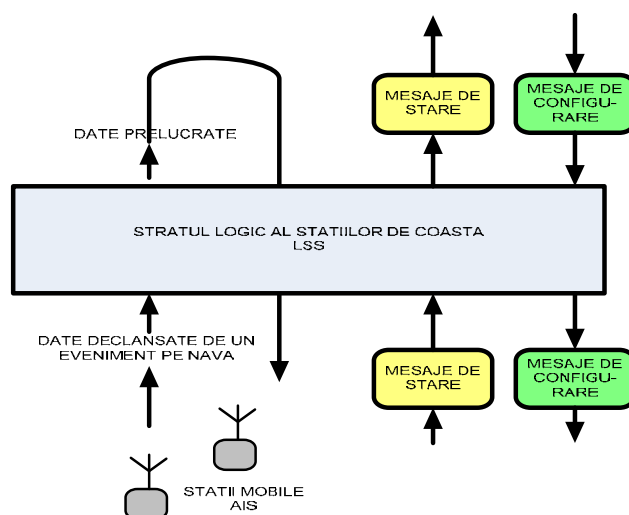 MESAJE DE
STARE
MESAJE DE
CONFIGU-
RARE
DATE PRELUCRATE
STRATUL LOGIC AL STATIILOR DE COASTA
LSS
DATE DECLANSATE DE UN
EVENIMENT PE NAVA
MESAJE DE
STARE
MESAJE DE
CONFIGU-
RARE
STATII MOBILE
AIS